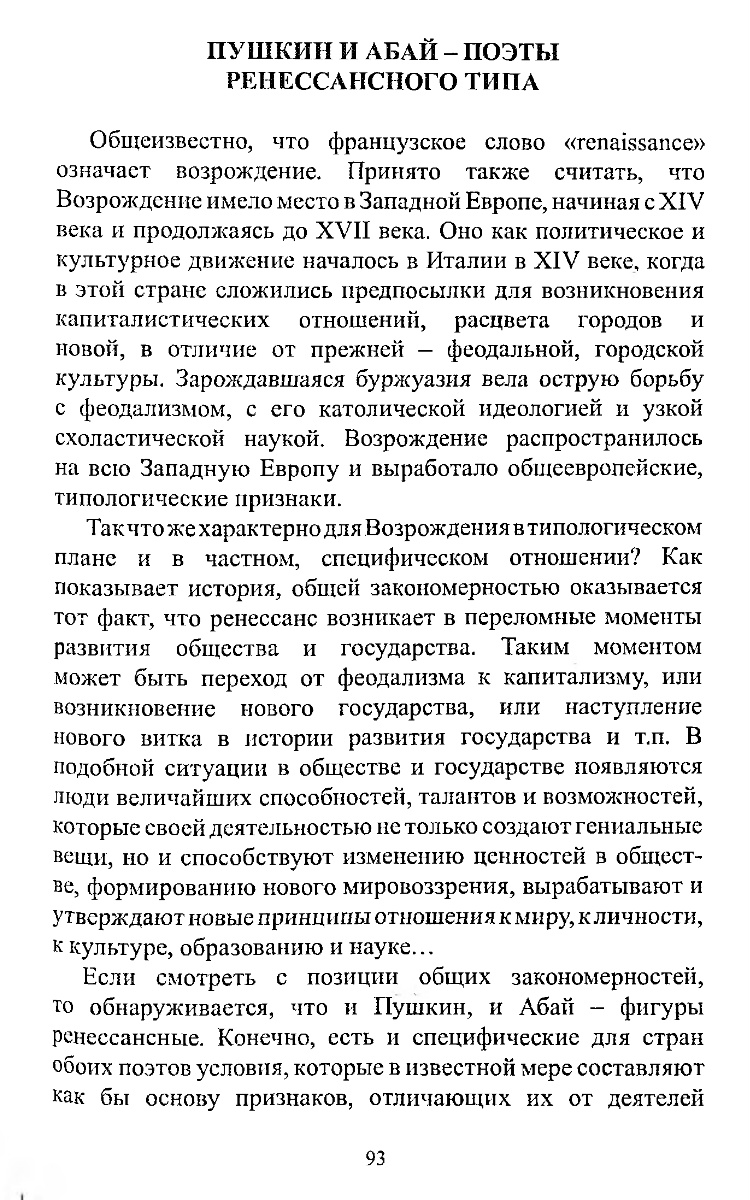 ПУШКИН И АБАЙ – ПОЭТЫ
РЕНЕССАНСНОГО ТИПА
Общеизвестно, что французское слово «renaissance»
означает возрождение. Принято также считать, что
Возрождение имело место в Западной Европе, начиная с XIV
века и продолжаясь до XVII века. Оно как политическое и
культурное движение началось в Италии в XIV веке, когда
в этой стране сложились предпосылки для возникновения
капиталистических отношений, расцвета городов и
новой, в отличие от прежней – феодальной, городской
культуры. Зарождавшаяся буржуазия вела острую борьбу
с феодализмом, с его католической идеологией и узкой
схоластической наукой. Возрождение распространилось
на всю Западную Европу и выработало общеевропейские,
типологические признаки.
Так что же характерно для Возрождения в типологическом
плане и в частном, специфическом отношении? Как
показывает история, общей закономерностью оказывается
тот факт, что ренессанс возникает в переломные моменты
развития общества и государства. Таким моментом
может быть переход от феодализма к капитализму, или
возникновение нового государства, или наступление
нового витка в истории развития государства и т.п. В
подобной ситуации в обществе и государстве появляются
люди величайших способностей, талантов и возможностей,
которые своей деятельностью не только создают гениальные
вещи, но и способствуют изменению ценностей в общест-
ве, формированию нового мировоззрения, вырабатывают и
утверждают новые принципы отношения к миру, к личности,
к культуре, образованию и науке…
Если смотреть с позиции общих закономерностей,
то обнаруживается, что и Пушкин, и Абай – фигуры
ренессансные. Конечно, есть и специфические для стран
обоих поэтов условия, которые в известной мере составляют
как бы основу признаков, отличающих их от деятелей
93